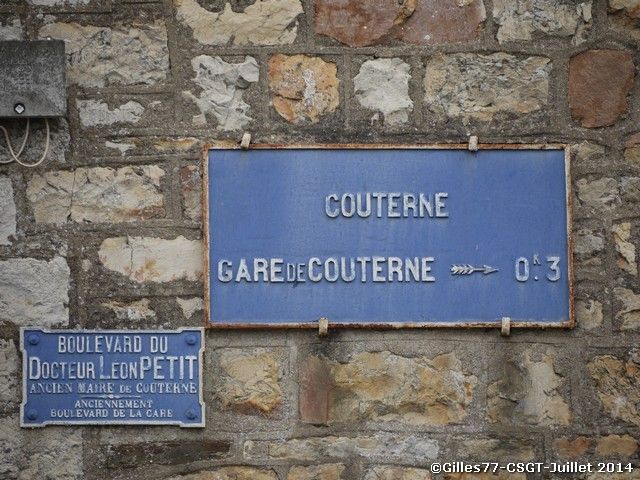 COUTERNE
GARE DE COUTERNE 0K.3
BOULEVARD DU
DOCTEUR LEON PETIT
ANCIEN MAIRE DE COUTERNE
ANCIENNEMENT
BOULEVARD DE LA GARE
©Gilles77-CSGT-Juillet 2014